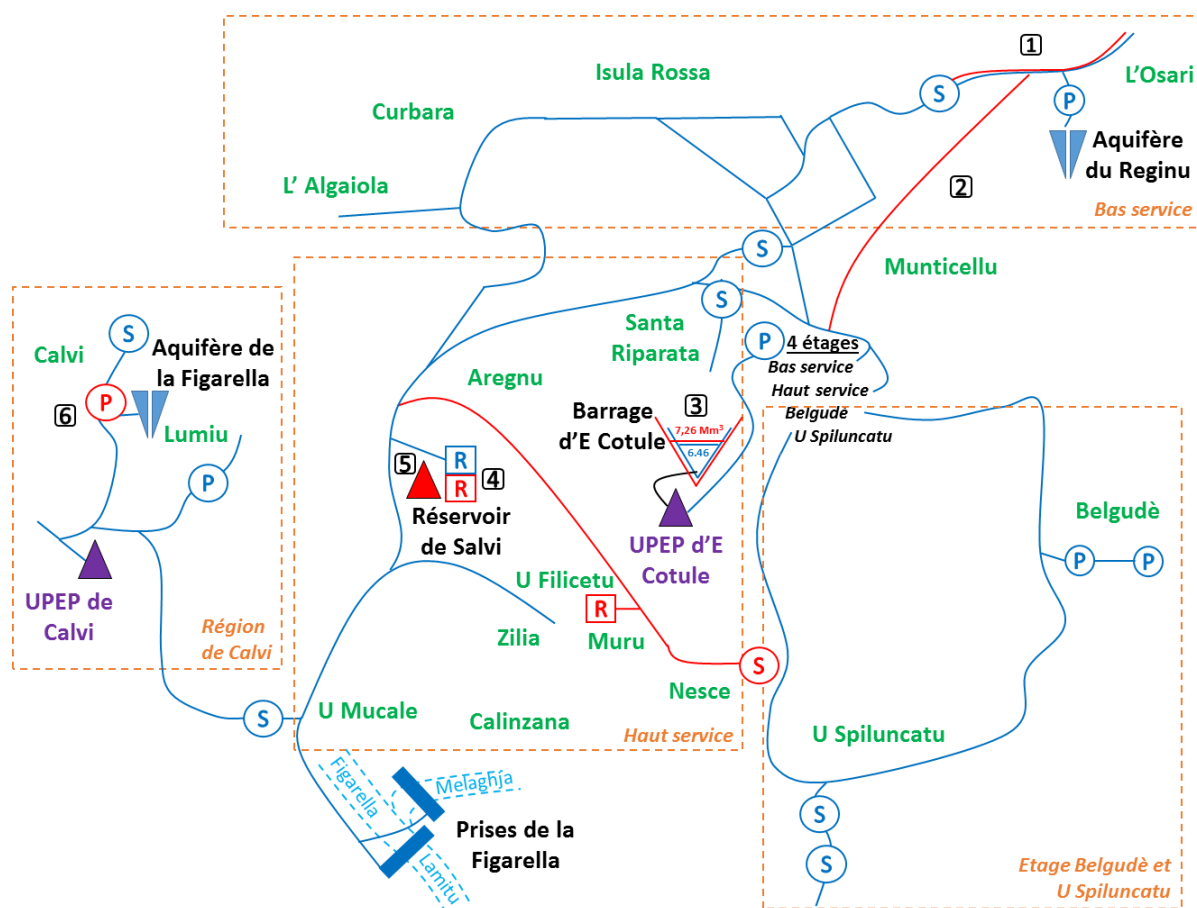 1
Isula Rossa
L'Osari
S
P
Curbara
Aquifère
du Reginu
L' Algaiola
2
Bas service
S
Munticellu
S
Santa
Riparata
P
4 étages
Bas service
Haut service
Belgudè
U Spiluncatu
S
Calvi
Aquifère de
la Figarella
P
6
Lumiu
P
UPEP de
Calvi
Région
de Calvi
Aregnu
3
Barrage
d'E Cotule
7,26 Mm³
6.46
5
R
R
4
Réservoir
de Salvi
UPEP d'E
Cotule
U Filicetu
R
Zilia
Muru
S
Nesce
S
U Mucale
Calinzana
Haut service
Belgudè
P
P
U Spiluncatu
S
S
Etage Belgudè et
U Spiluncatu
Figarella
Melaghja
Prises de la
Figarella
Lamitu